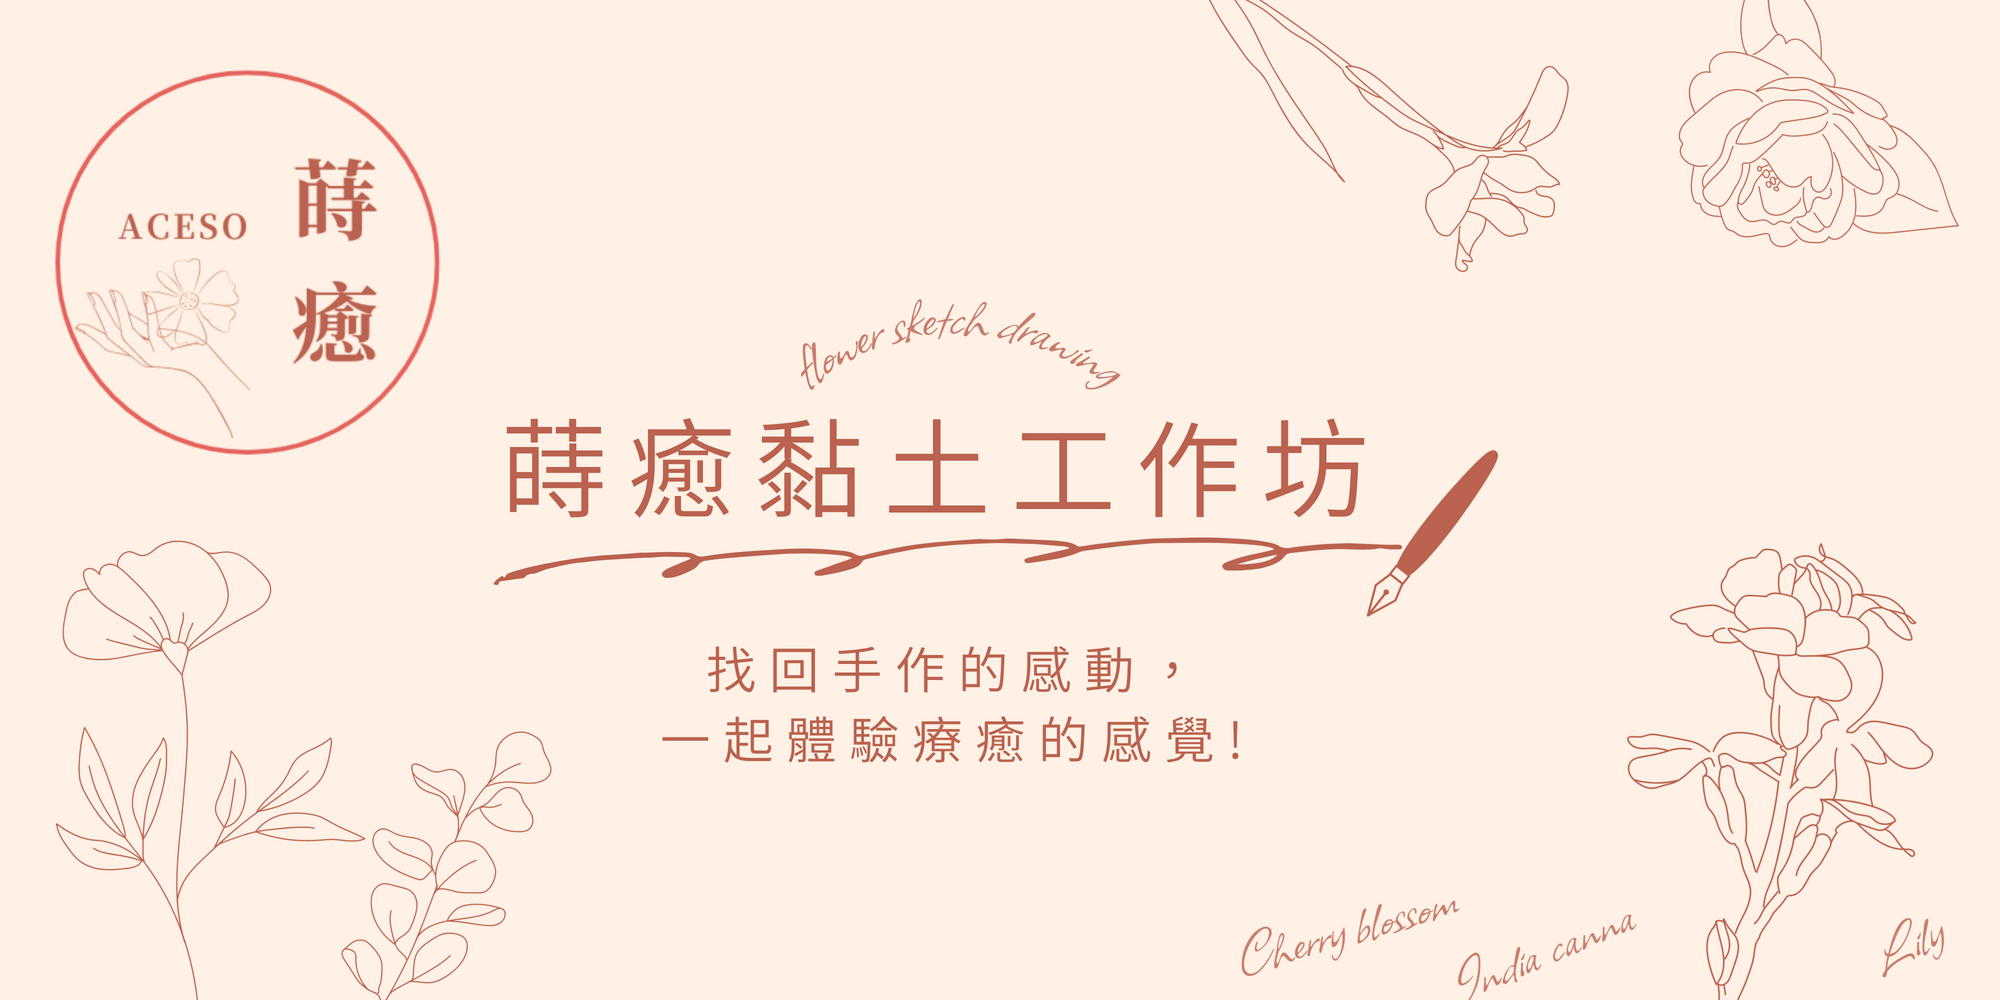 ACESO
蒔癒
flower sketch drawing
蒔癒黏土工作坊
找回手作的感動，
一起體驗療癒的感覺!
Cherry blossom
India canna
Lily